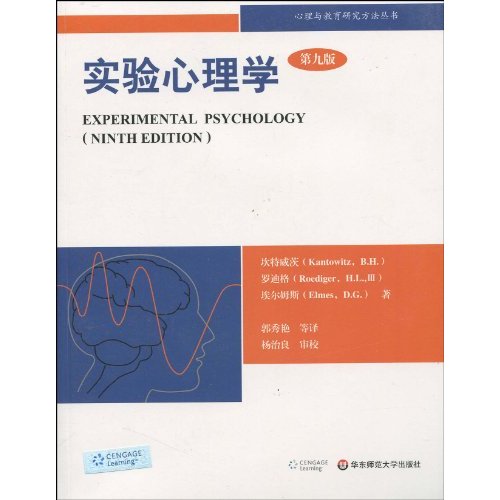 心理与教育研究方法丛书
实验心理学 第九版
EXPERIMENTAL PSYCHOLOGY
( NINTH EDITION )
坎特威茨 ( Kantowitz, B.H. )
罗迪格 ( Roediger, H.L.,Ⅲ )
埃尔姆斯 ( Elmes, D.G. ) 著
郭秀艳 等译
杨治良 审校
CENGAGE
Learning™
CENGAGE
Learning™
华东师范大学出版社